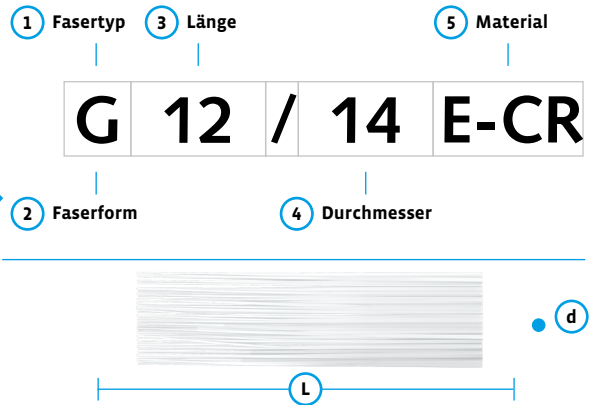 1 Fasertyp 3 Länge 5 Material
G 12 / 14 E-CR
2 Faserform 4 Durchmesser
d
L